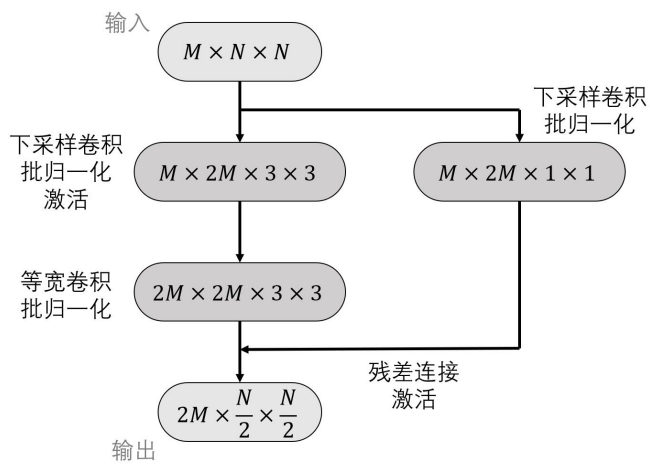 输入
M × N × N
下采样卷积
批归一化
下采样卷积
批归一化
激活
M × 2M × 3 × 3
M × 2M × 1 × 1
等宽卷积
批归一化
2M × 2M × 3 × 3
残差连接
激活
2M × N/2 × N/2
输出